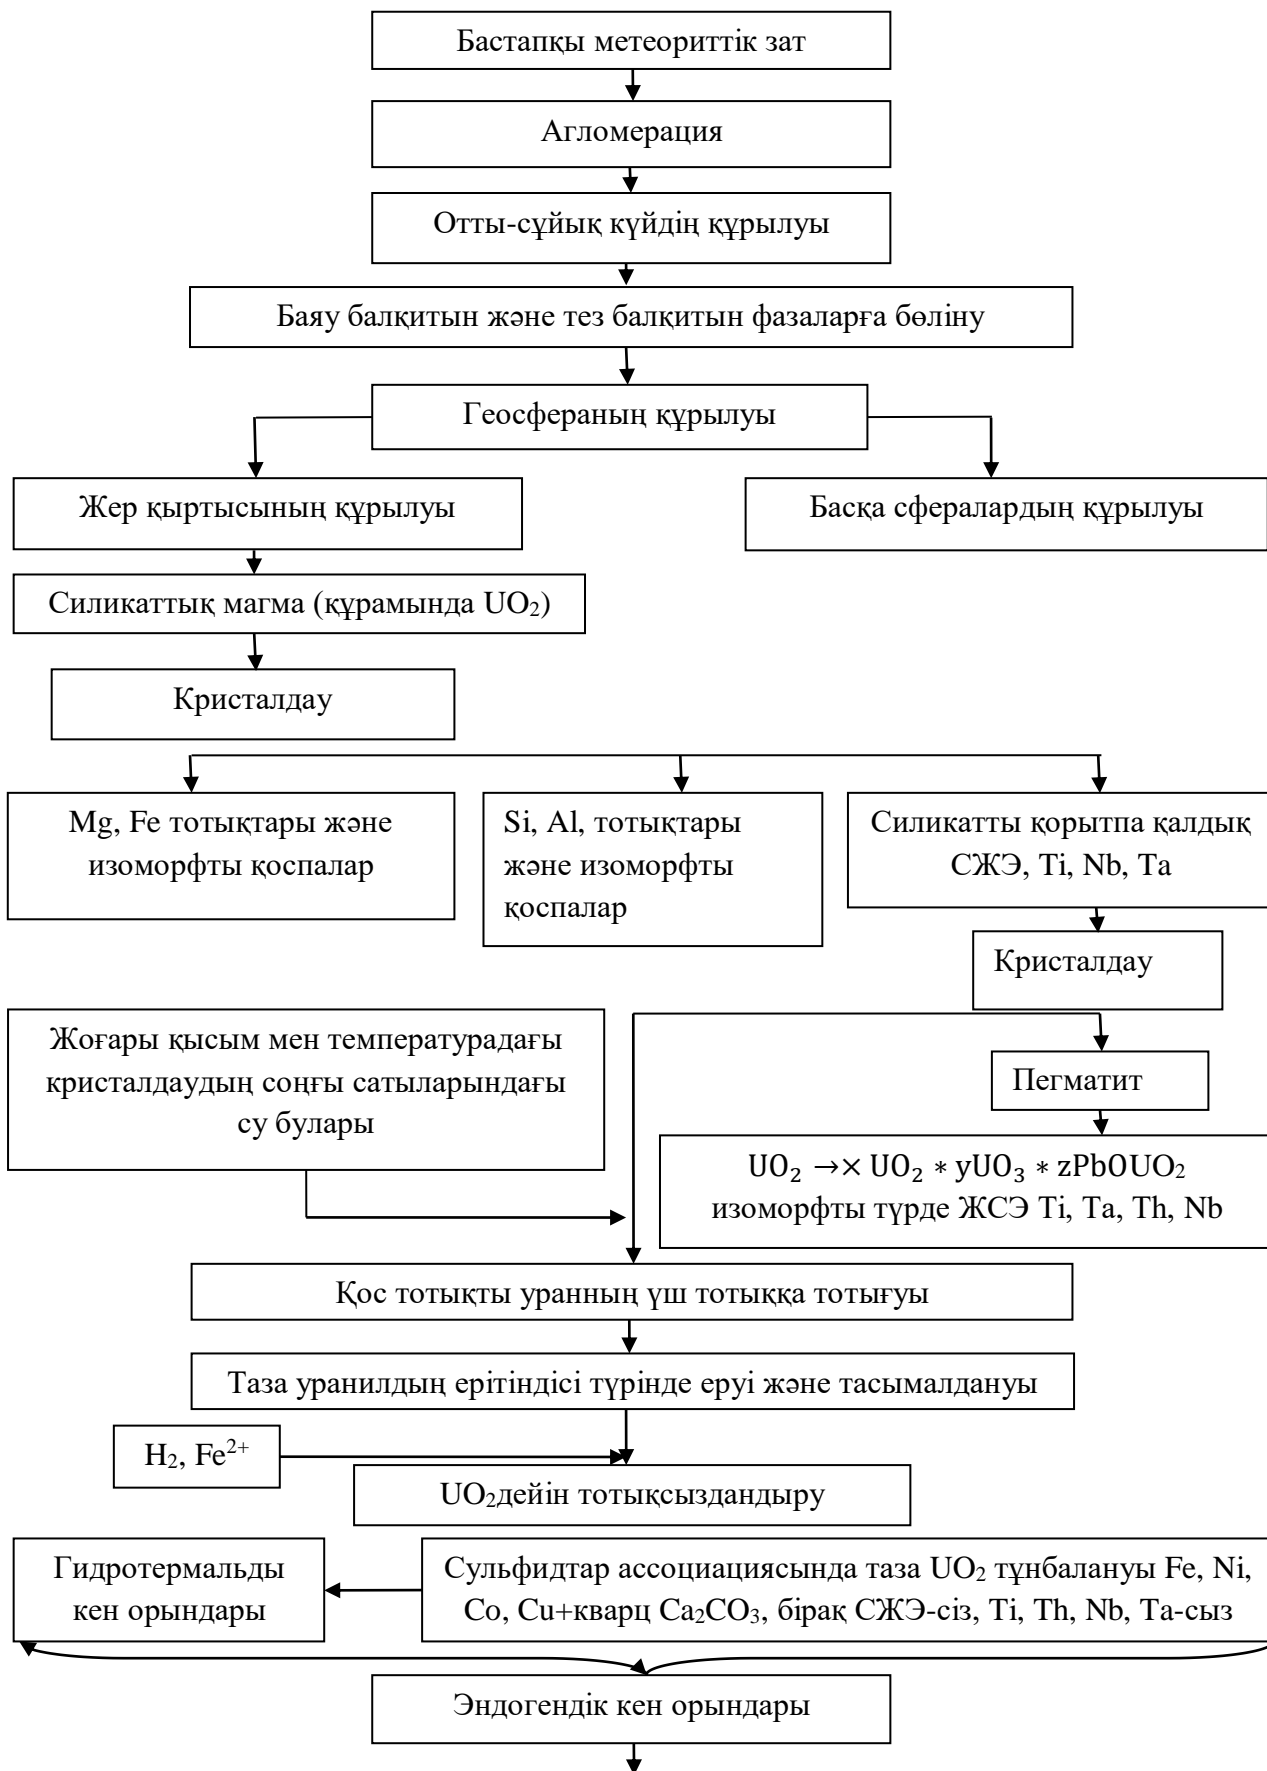 Бастапқы метеориттік зат
Агломерация
Отты-сұйық күйдің құрылуы
Баяу балқитын және тез балқитын фазаларға бөліну
Геосфераның құрылуы
Жер қыртысының құрылуы
Басқа сфералардың құрылуы
Силикаттық магма (құрамында UO₂)
Кристалдау
Mg, Fe тотықтары және
изоморфты қоспалар
Si, Al, тотықтары
және изоморфты
қоспалар
Силикатты қорытпа қалдық
СЖЭ, Ti, Nb, Ta
Кристалдау
Жоғары қысым мен температурадағы
кристалдаудың соңғы сатыларындағы
су булары
Пегматит
UO₂ →× UO₂ * yUO₃ * zPbOUO₂
изоморфты түрде ЖСЭ Ti, Ta, Th, Nb
Қос тотықты уранның үш тотыққа тотығуы
Таза уранилдың ерітіндісі түрінде еруі және тасымалдануы
H₂, Fe²⁺
UO₂дейін тотықсыздандыру
Гидротермальды
кен орындары
Сульфидтар ассоциациясында таза UO₂ тұнбалануы Fe, Ni,
Co, Cu+кварц Ca₂CO₃, бірақ СЖЭ-сіз, Ti, Th, Nb, Ta-сыз
Эндогендік кен орындары